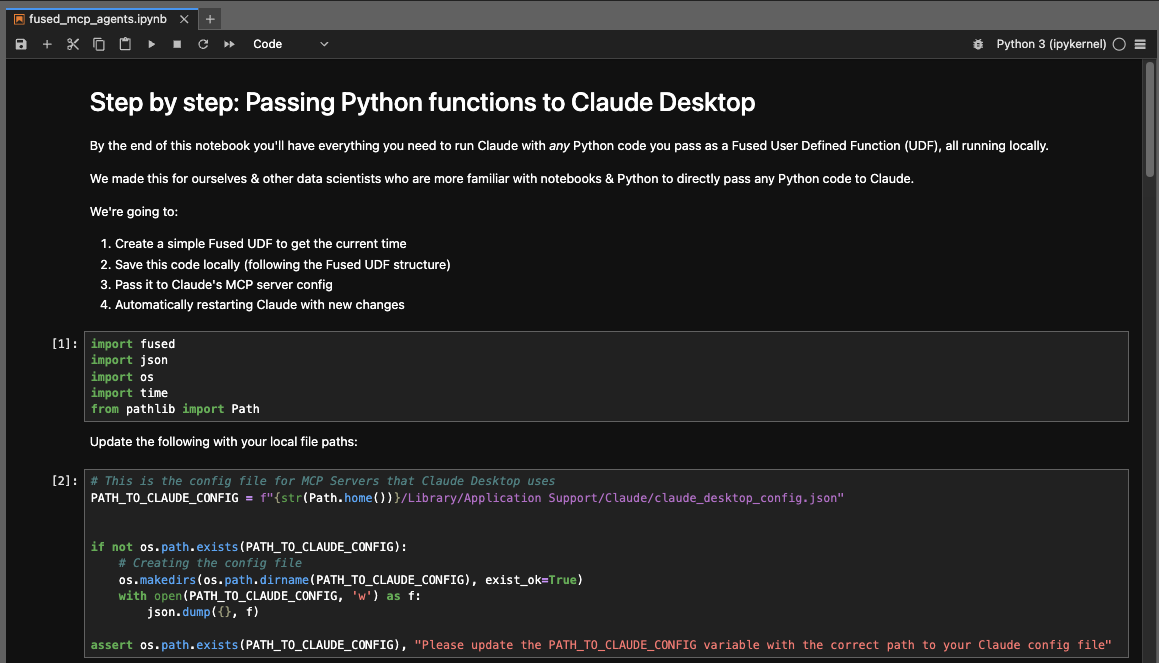 fused_mcp_agents.ipynb
Code
Python 3 (ipykernel)
Step by step: Passing Python functions to Claude Desktop
By the end of this notebook you'll have everything you need to run Claude with any Python code you pass as a Fused User Defined Function (UDF), all running locally.
We made this for ourselves & other data scientists who are more familiar with notebooks & Python to directly pass any Python code to Claude.
We're going to:
1. Create a simple Fused UDF to get the current time
2. Save this code locally (following the Fused UDF structure)
3. Pass it to Claude's MCP server config
4. Automatically restarting Claude with new changes
[1]:
import fused
import json
import os
import time
from pathlib import Path
Update the following with your local file paths:
[2]:
# This is the config file for MCP Servers that Claude Desktop uses
PATH_TO_CLAUDE_CONFIG = f"{str(Path.home())}/Library/Application Support/Claude/claude_desktop_config.json"
if not os.path.exists(PATH_TO_CLAUDE_CONFIG):
    # Creating the config file
    os.makedirs(os.path.dirname(PATH_TO_CLAUDE_CONFIG), exist_ok=True)
    with open(PATH_TO_CLAUDE_CONFIG, 'w') as f:
        json.dump({}, f)
assert os.path.exists(PATH_TO_CLAUDE_CONFIG), "Please update the PATH_TO_CLAUDE_CONFIG variable with the correct path to your Claude config file"